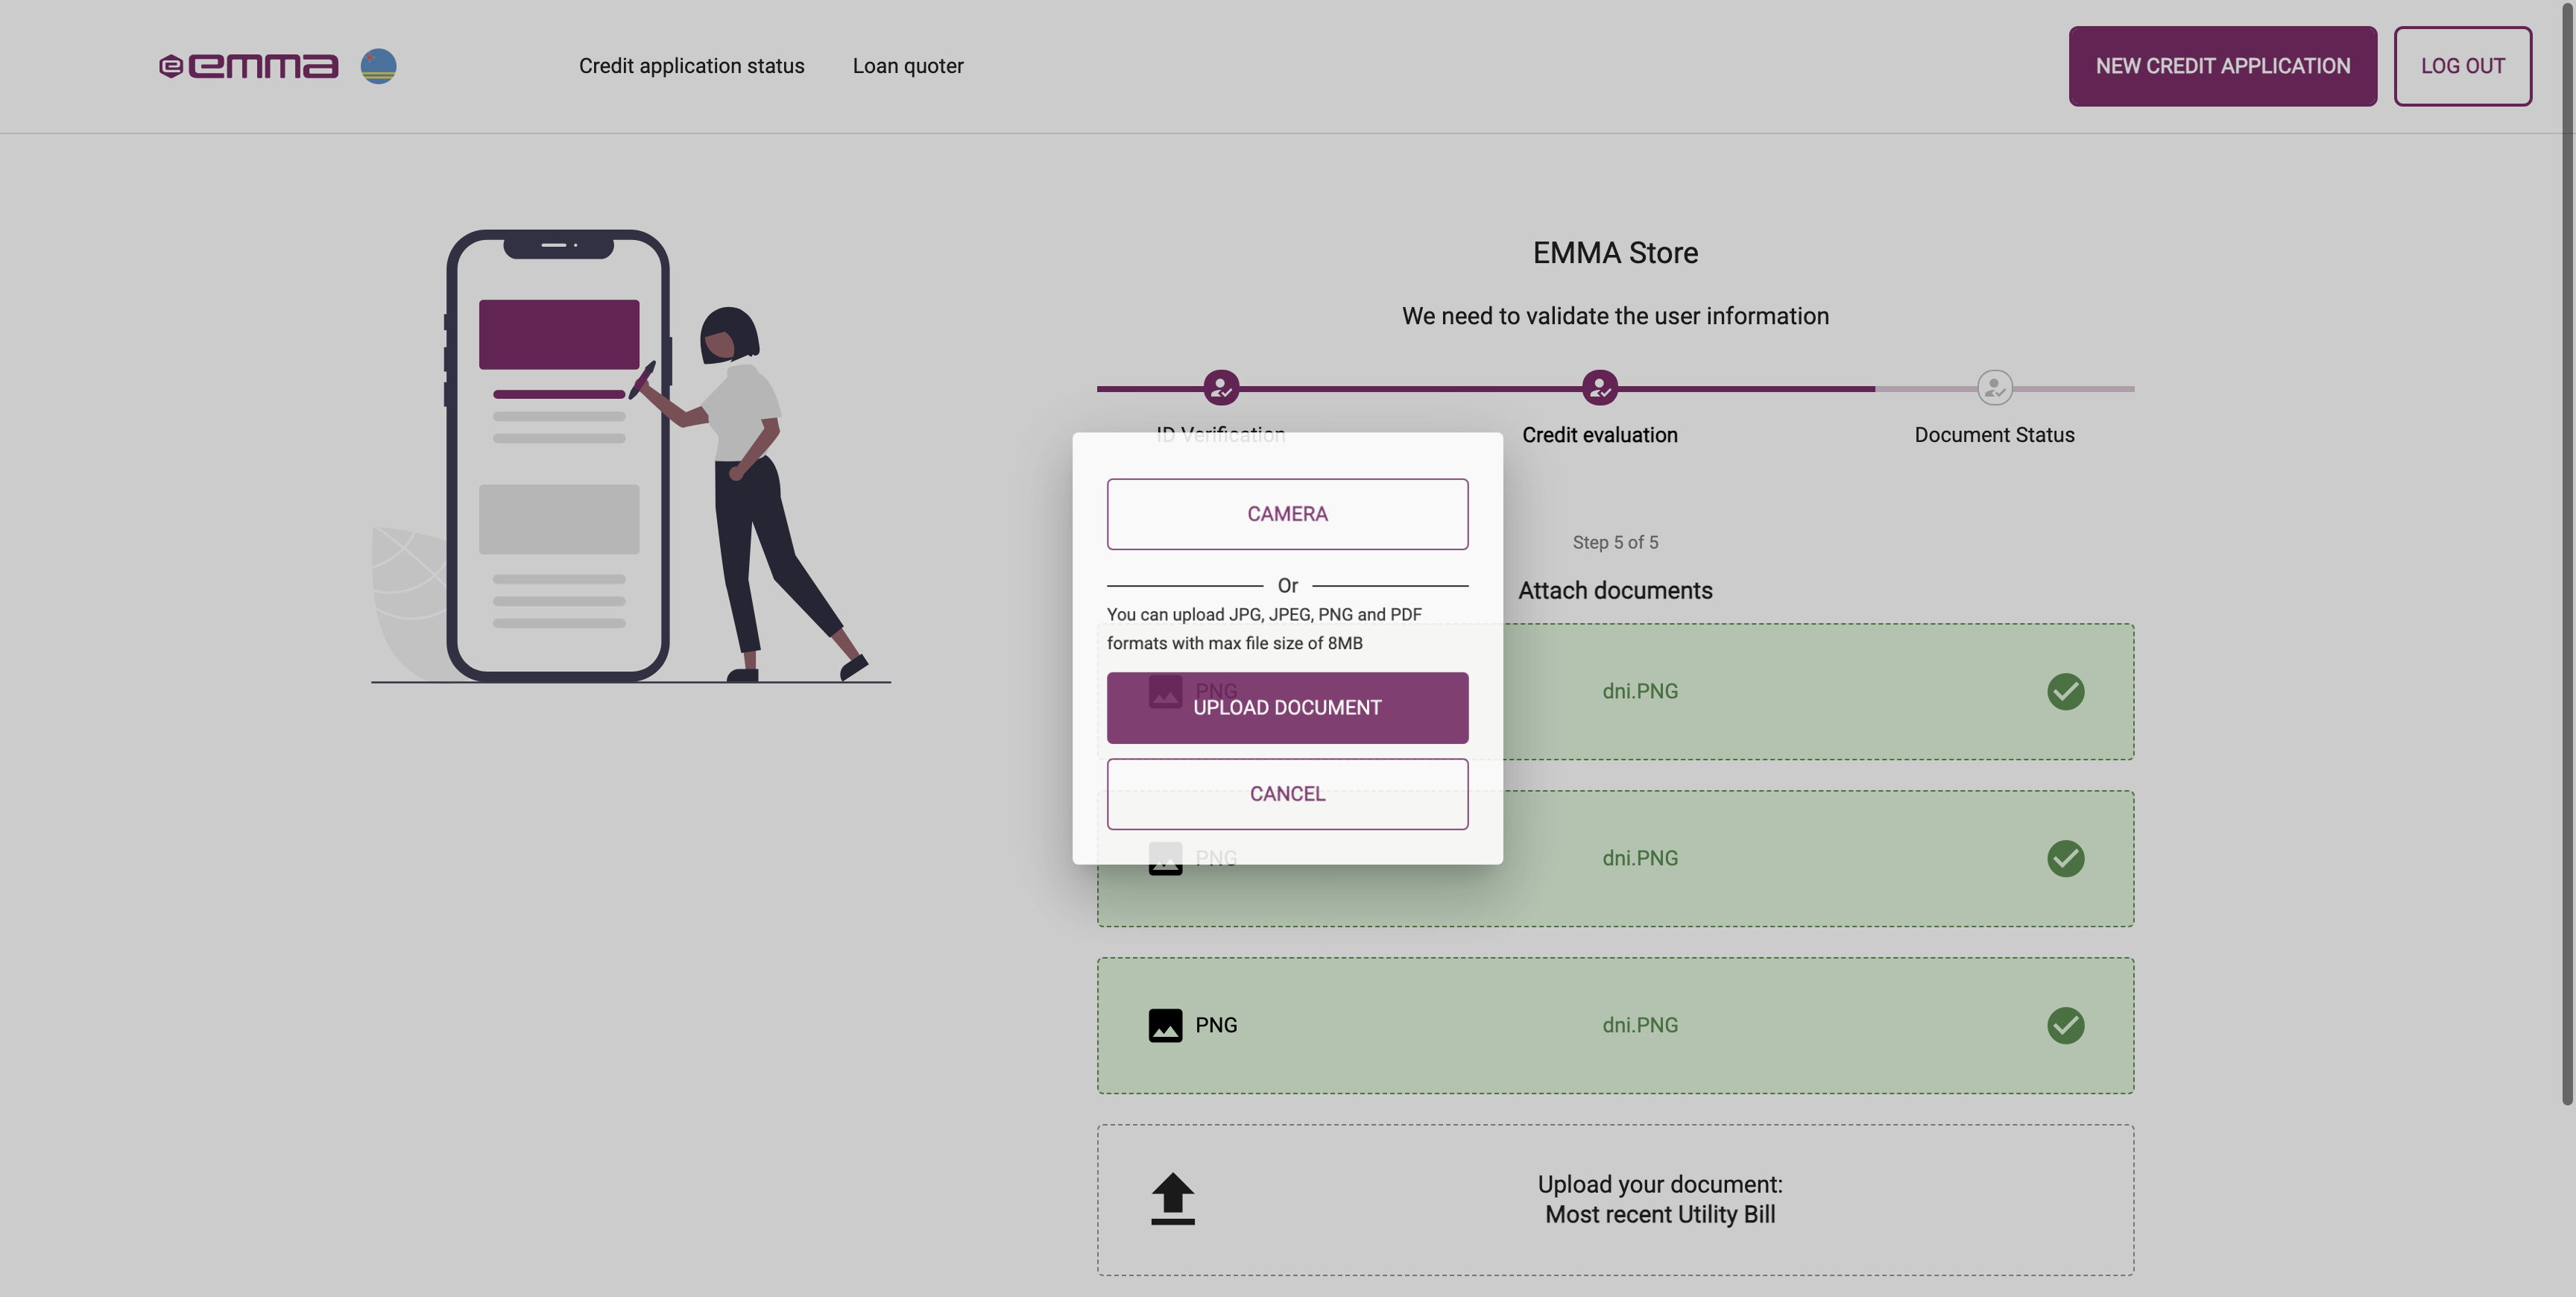 emma
Credit application status
Loan quoter
NEW CREDIT APPLICATION
LOG OUT
EMMA Store
We need to validate the user information
ID Verification
Credit evaluation
Document Status
Step 5 of 5
Attach documents
CAMERA
Or
You can upload JPG, JPEG, PNG and PDF
formats with max file size of 8MB
UPLOAD DOCUMENT
CANCEL
PNG
dni.PNG
PNG
dni.PNG
PNG
dni.PNG
Upload your document:
Most recent Utility Bill